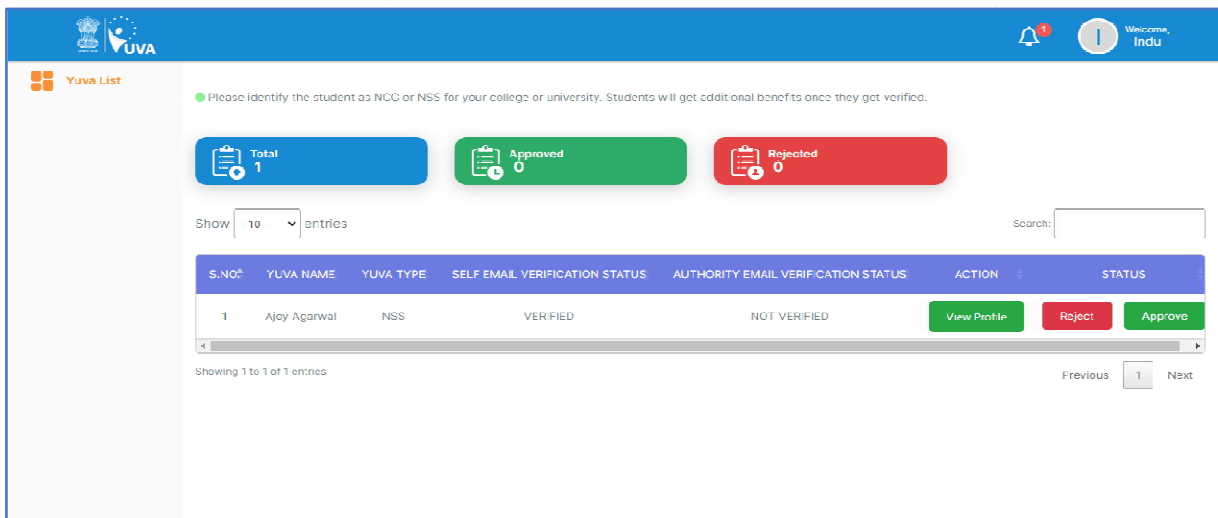 YUVA
1
I
Welcome,
Indu
Yuva List
Please identify the student as NCC or NSS for your college or university. Students will get additional benefits once they get verified.
Total
1
Approved
0
Rejected
0
Show 10 entries
Search:
S.NO. YUVA NAME YUVA TYPE SELF EMAIL VERIFICATION STATUS AUTHORITY EMAIL VERIFICATION STATUS ACTION STATUS
1 Ajoy Agarwal NSS VERIFIED NOT VERIFIED View Profile Reject Approve
Showing 1 to 1 of 1 entries
Previous 1 Next